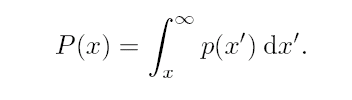 P(x) = ∫_x^∞ p(x′) dx′.